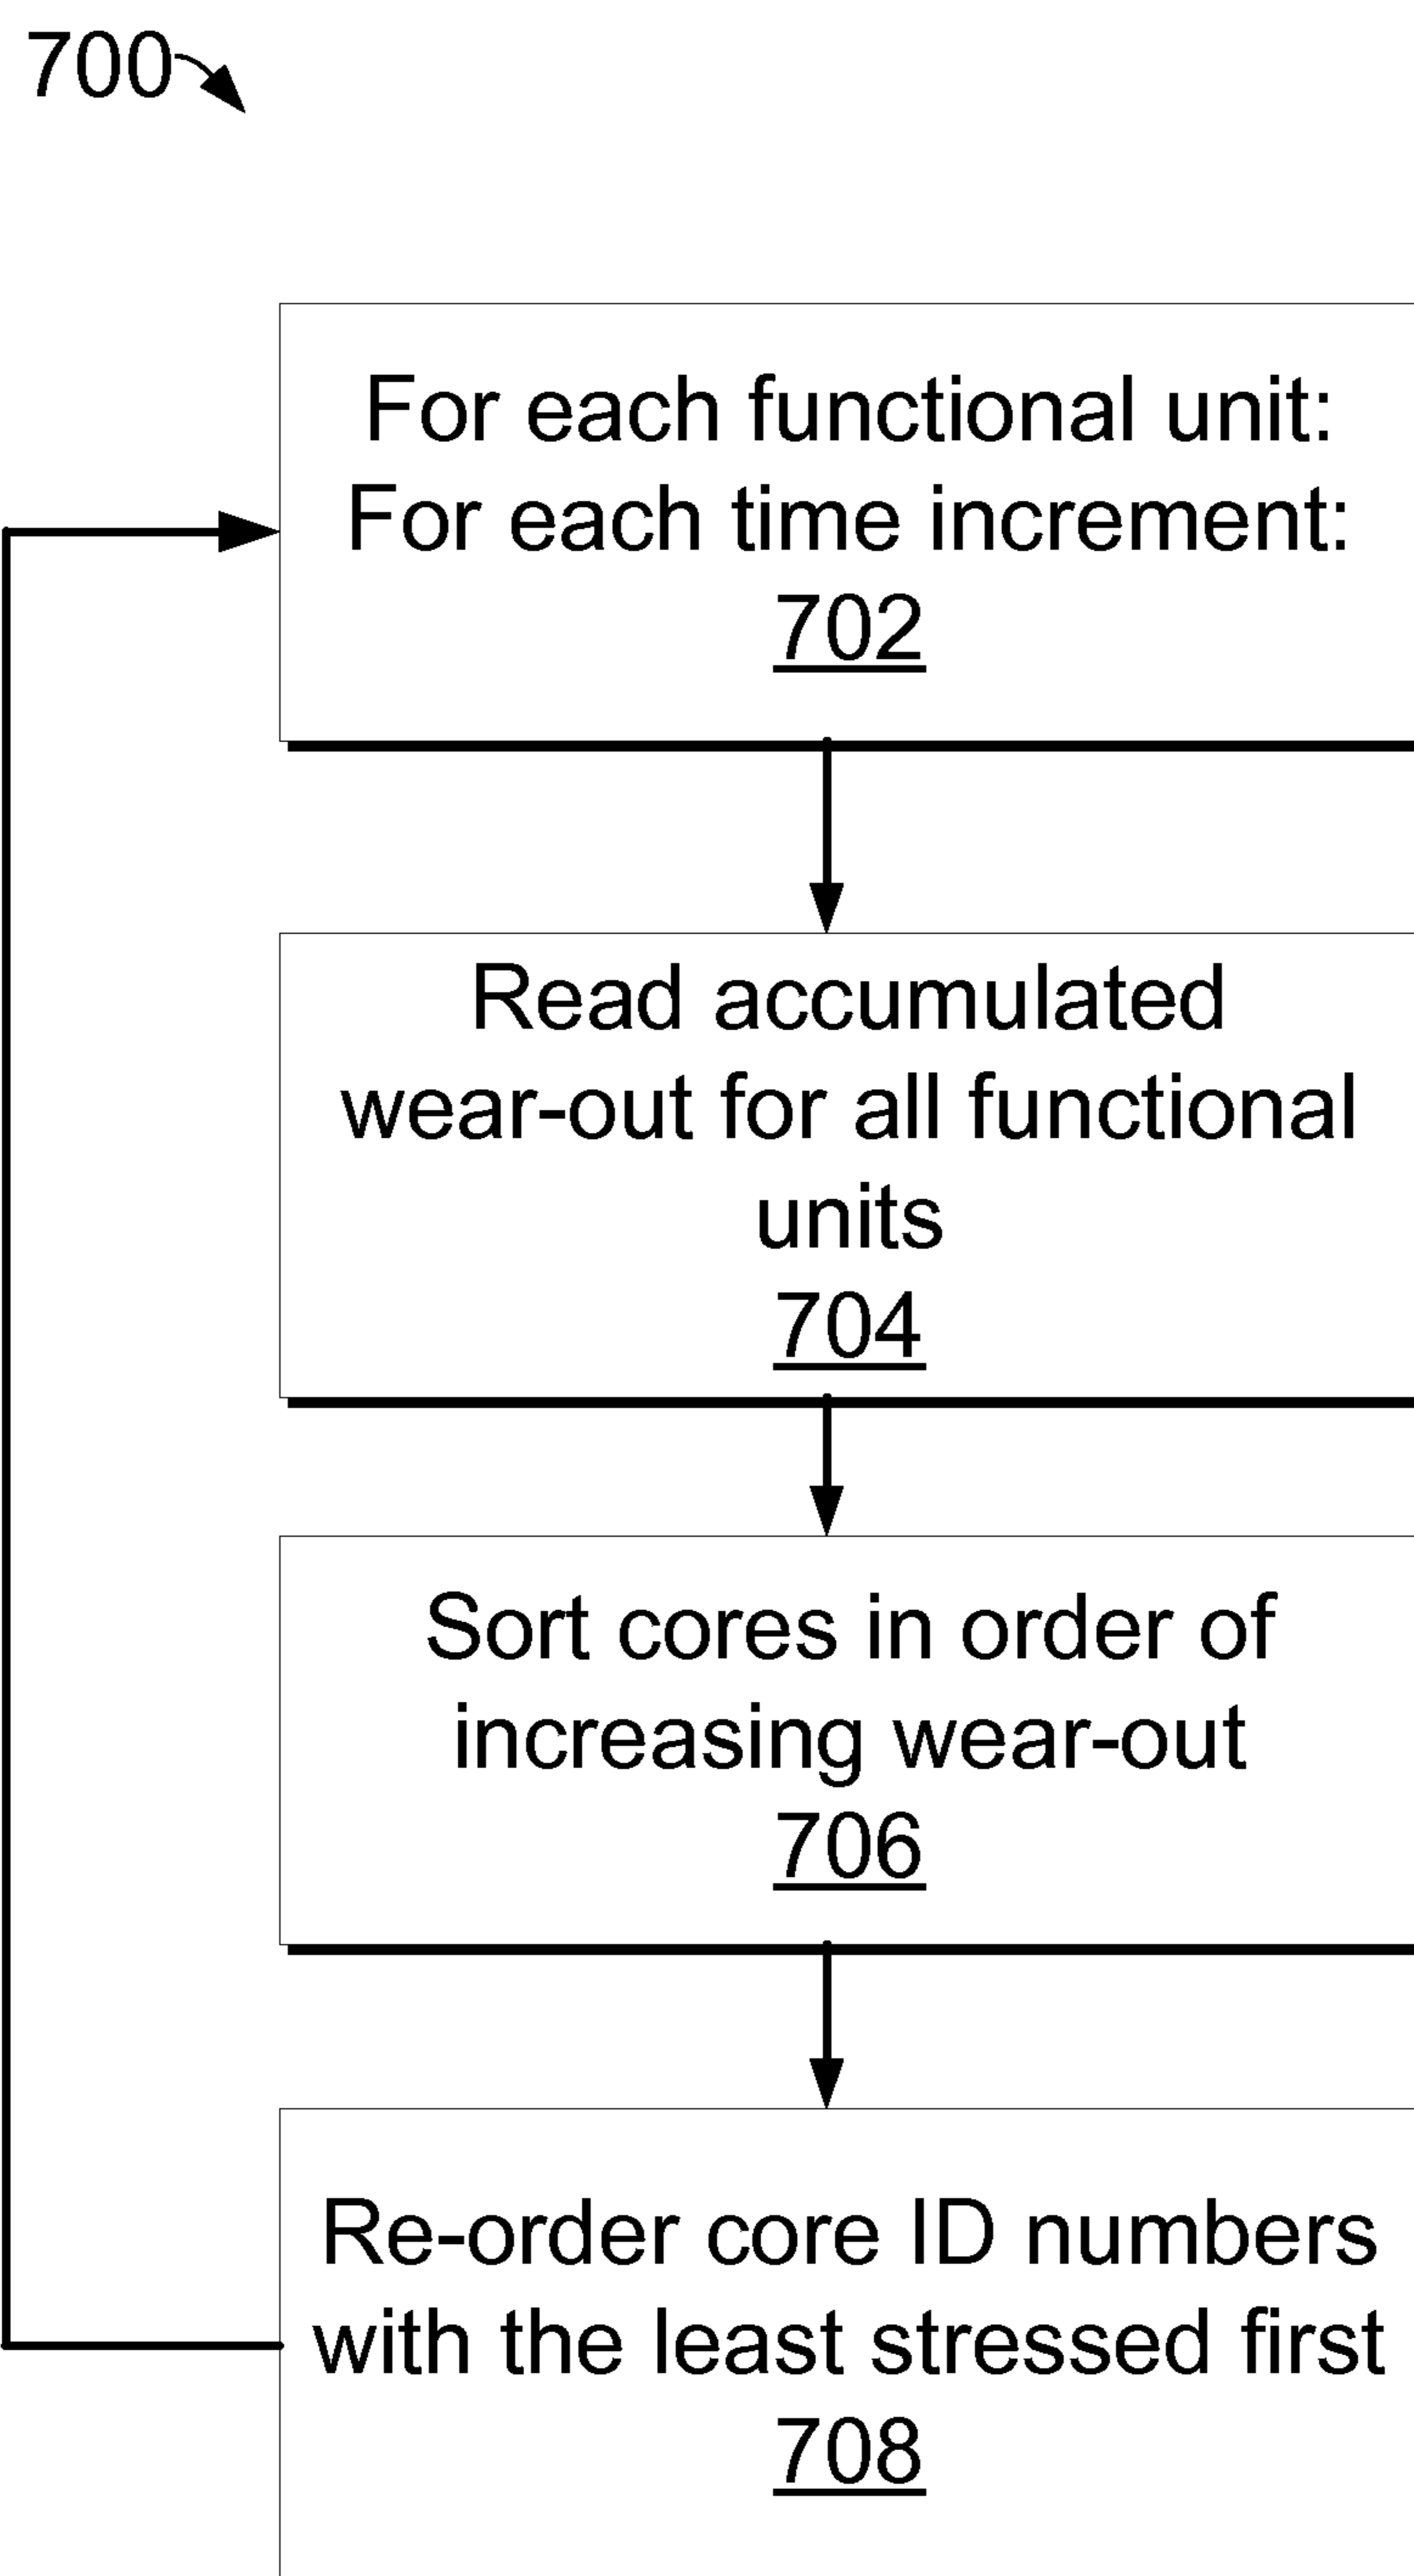 700
For each functional unit:
For each time increment:
702
Read accumulated
wear-out for all functional
units
704
Sort cores in order of
increasing wear-out
706
Re-order core ID numbers
with the least stressed first
708